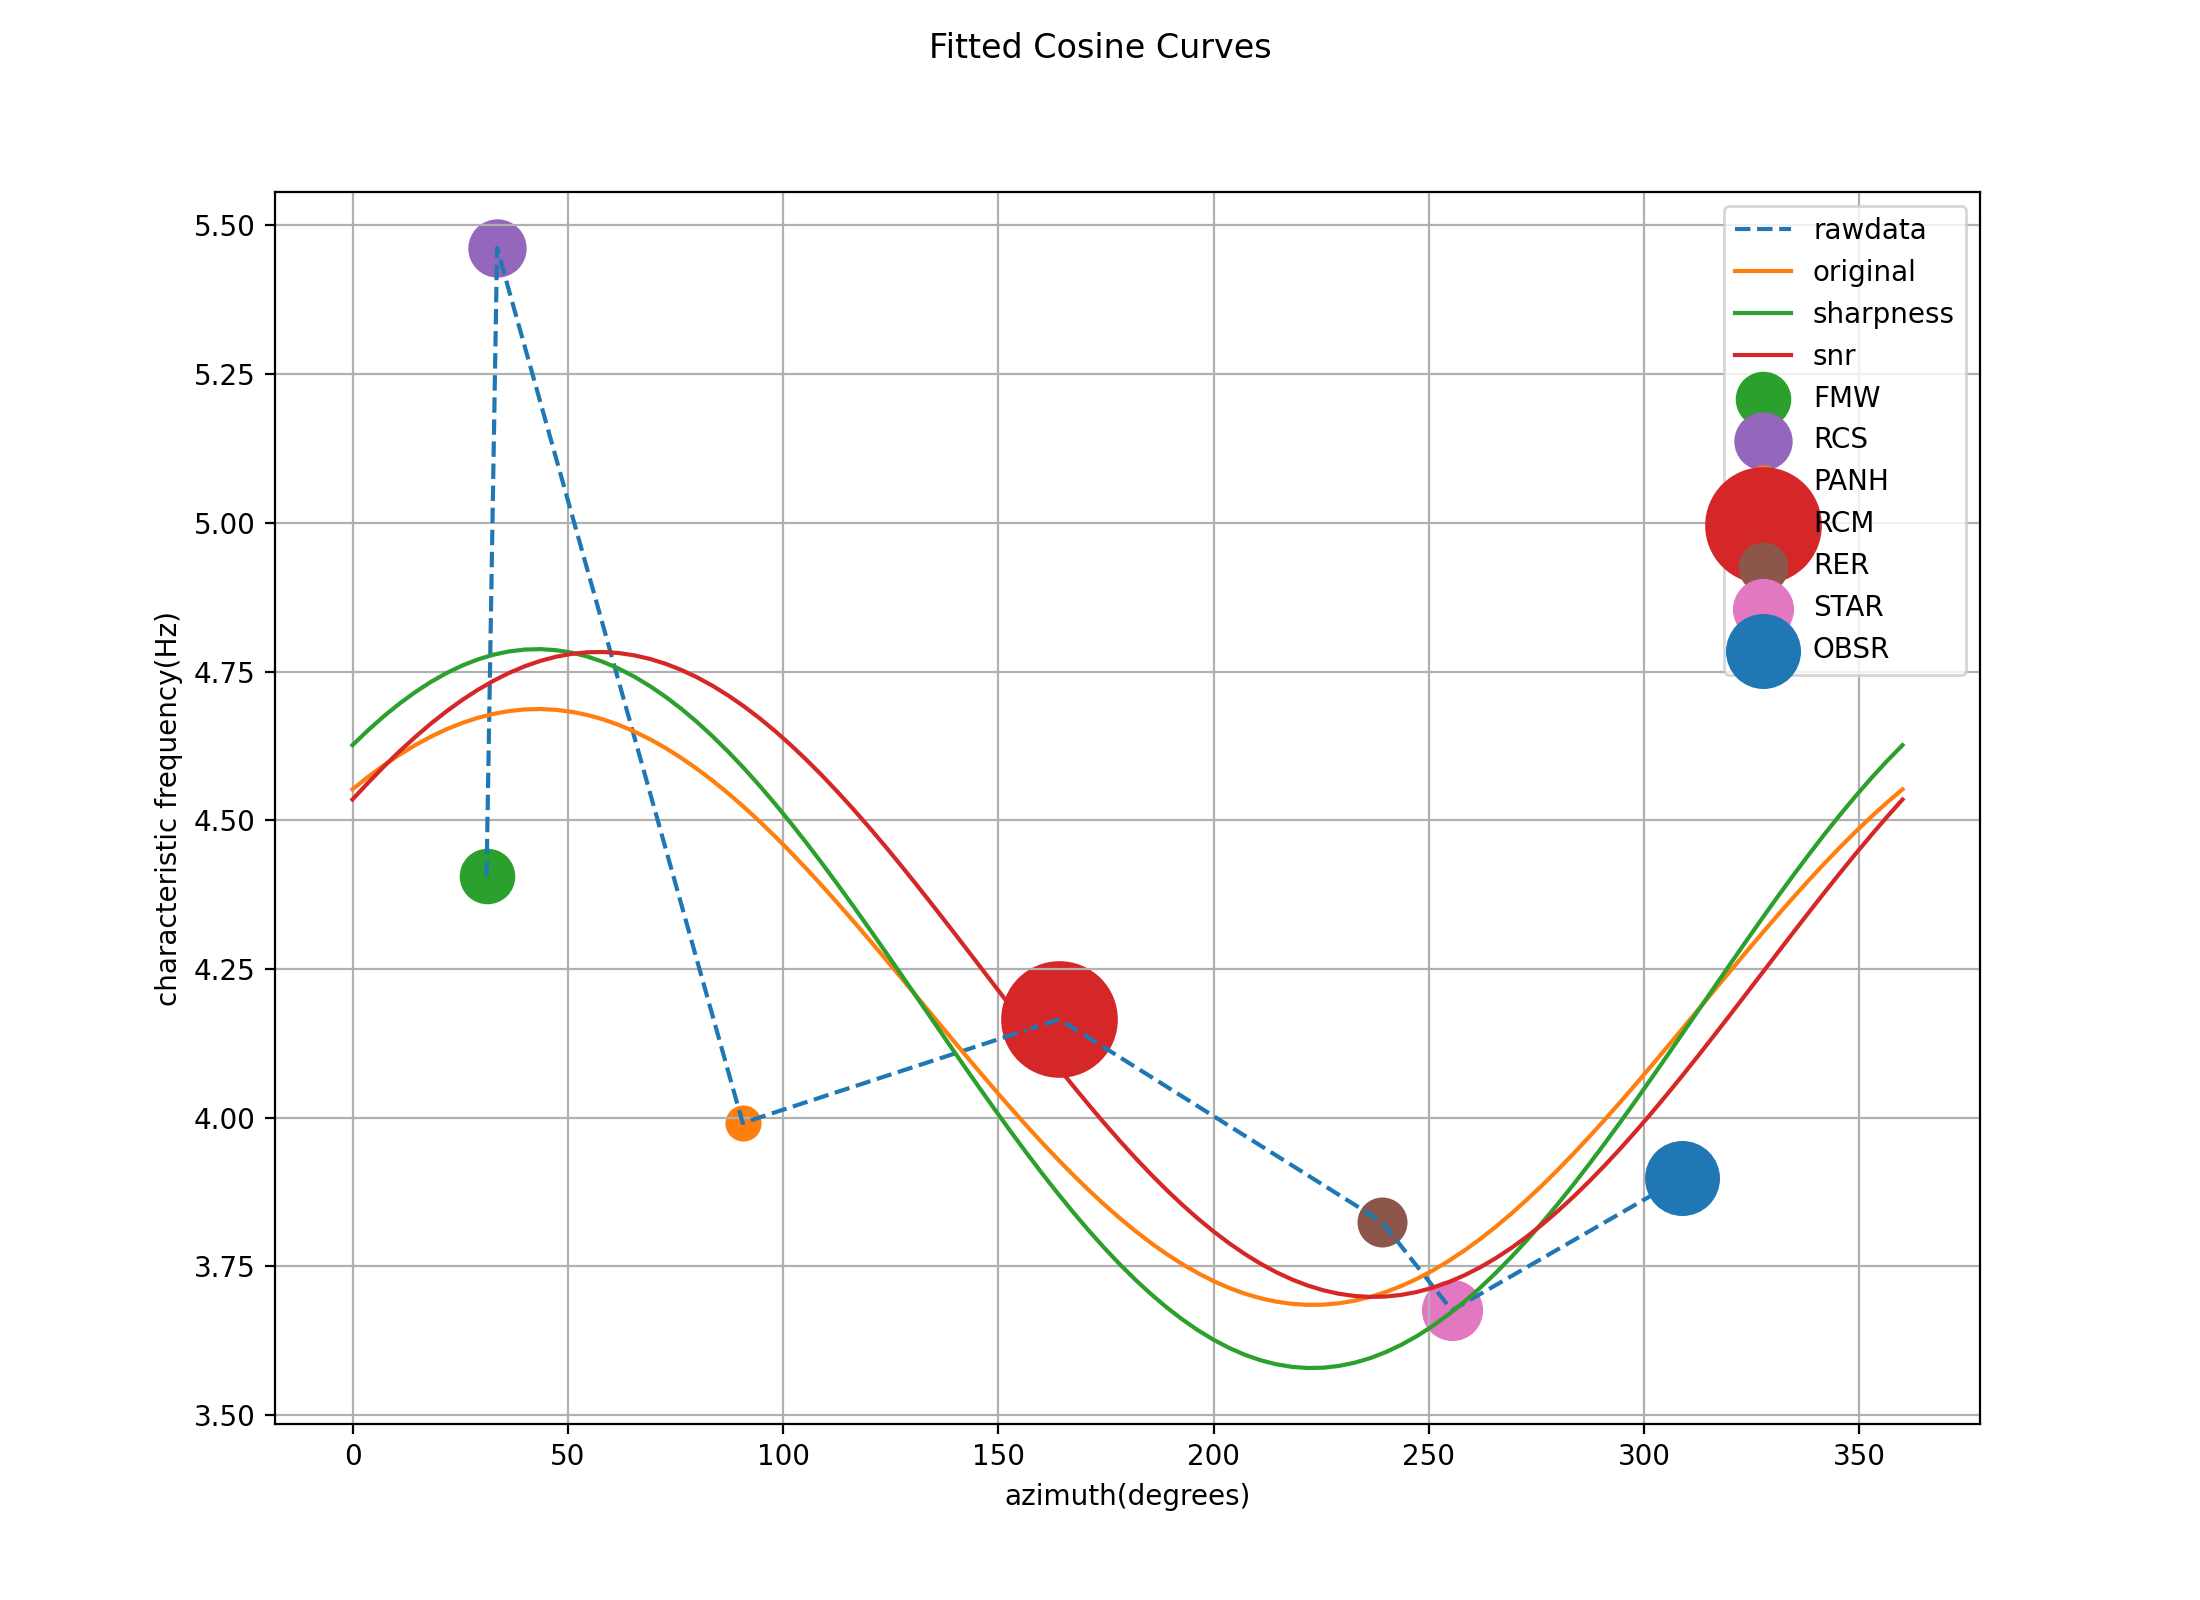 Fitted Cosine Curves
5.50
5.25
5.00
4.75
4.50
4.25
4.00
3.75
3.50
characteristic frequency(Hz)
0 50 100 150 200 250 300 350
azimuth(degrees)
rawdata
original
sharpness
snr
FMW
RCS
PANH
RCM
RER
STAR
OBSR